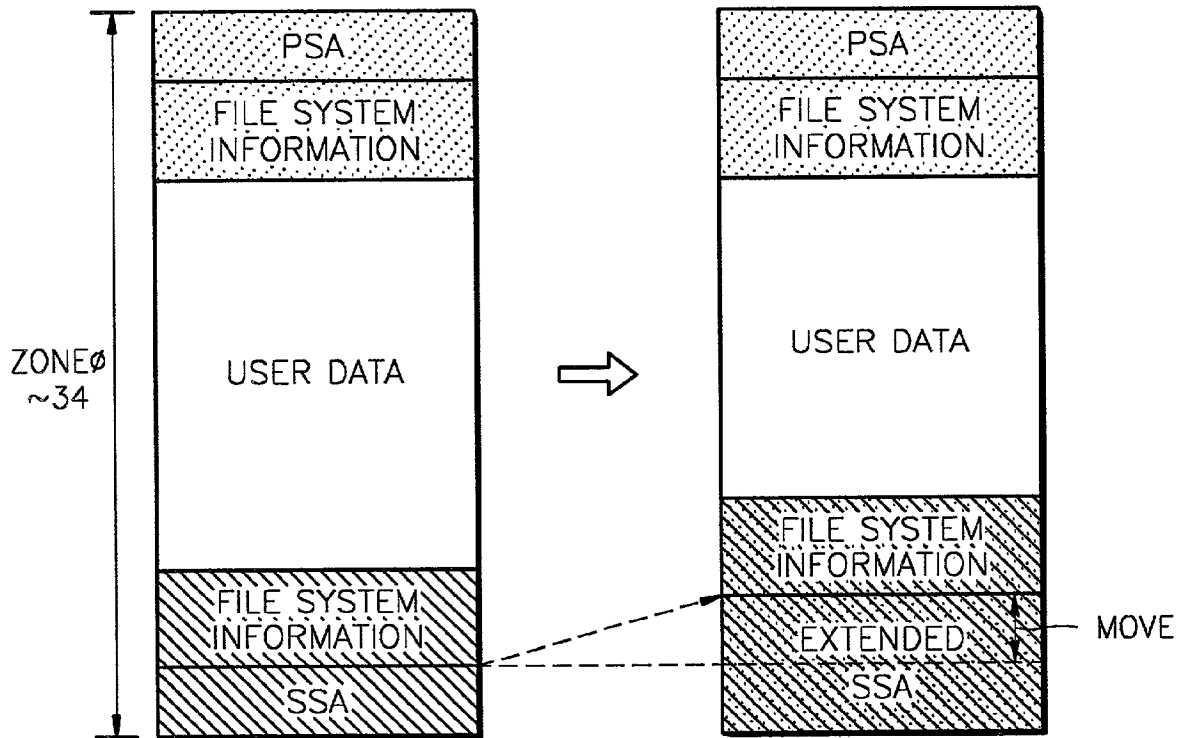 PSA
FILE SYSTEM
INFORMATION
USER DATA
FILE SYSTEM
INFORMATION
SSA
ZONEØ
~34
PSA
FILE SYSTEM
INFORMATION
USER DATA
FILE SYSTEM
INFORMATION
EXTENDED
SSA
MOVE